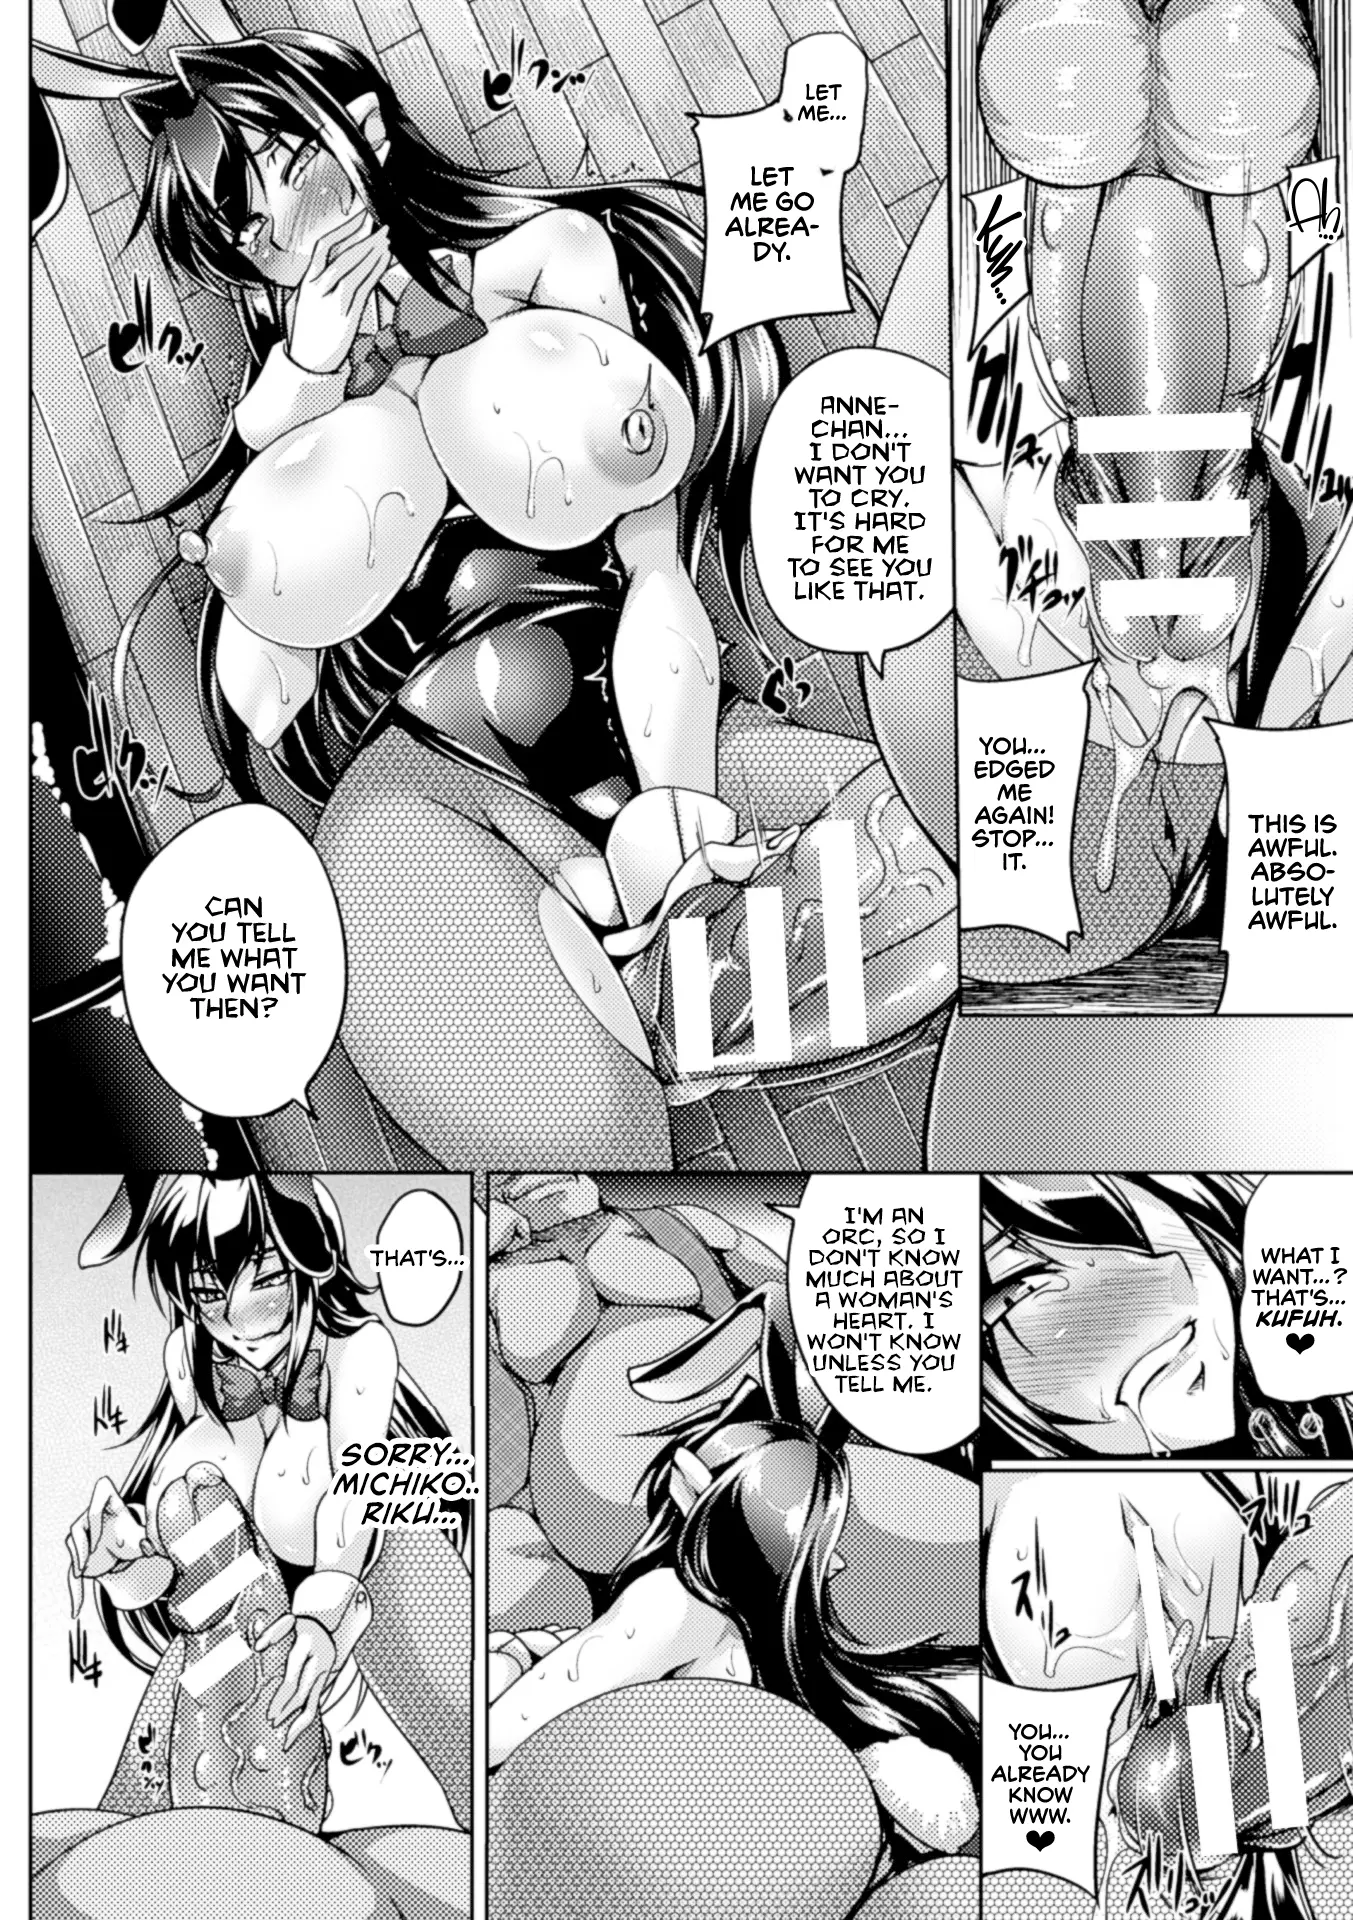 AH...
KUU...
YOU...
EDGED
ME
AGAIN!
STOP...
IT.
THIS IS
AWFUL.
ABSO-
LUTELY
AWFUL.
LET
ME...
LET
ME GO
ALREA-
DY.
ANNE-
CHAN...
I DON'T
WANT YOU
TO CRY.
IT'S HARD
FOR ME
TO SEE YOU
LIKE THAT.
CAN
YOU TELL
ME WHAT
YOU WANT
THEN?
WHAT I
WANT...?
THAT'S...
KUFUH.
♥
I'M AN
ORC, SO I
DON'T KNOW
MUCH ABOUT
A WOMAN'S
HEART. I
WON'T KNOW
UNLESS YOU
TELL ME.
THAT'S...
SORRY...
MICHIKO..
RIKU...
YOU...
YOU
ALREADY
KNOW
WWW.
♥